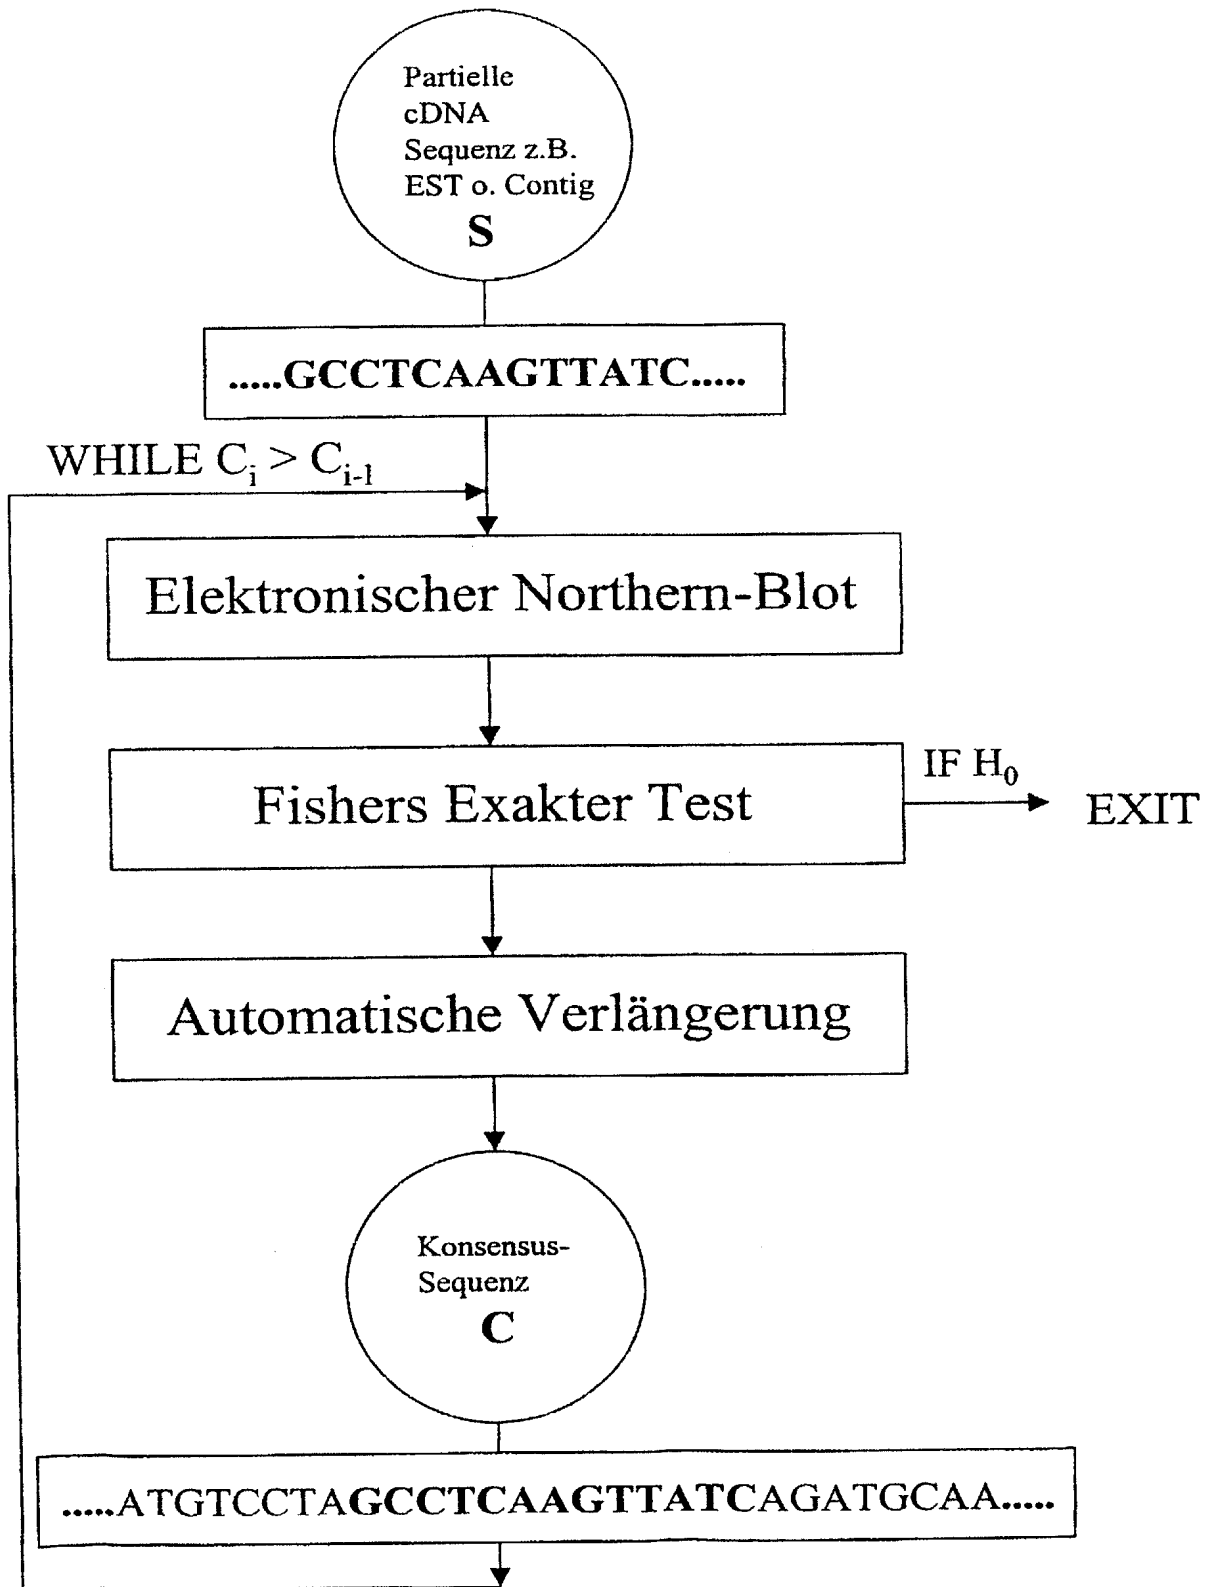 Partielle
cDNA
Sequenz z.B.
EST o. Contig
S
.....GCCTCAAGTTATC.....
WHILE Cᵢ > Cᵢ₋₁
Elektronischer Northern-Blot
Fishers Exakter Test
IF H₀
EXIT
Automatische Verlängerung
Konsensus-
Sequenz
C
.....ATGTCCTAGCCTCAAGTTATCAGATGCAA.....